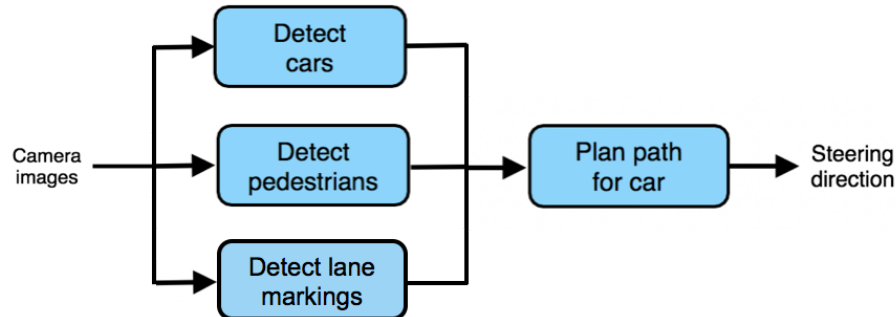 Detect
cars
Camera
images
Detect
pedestrians
Plan path
for car
Steering
direction
Detect lane
markings